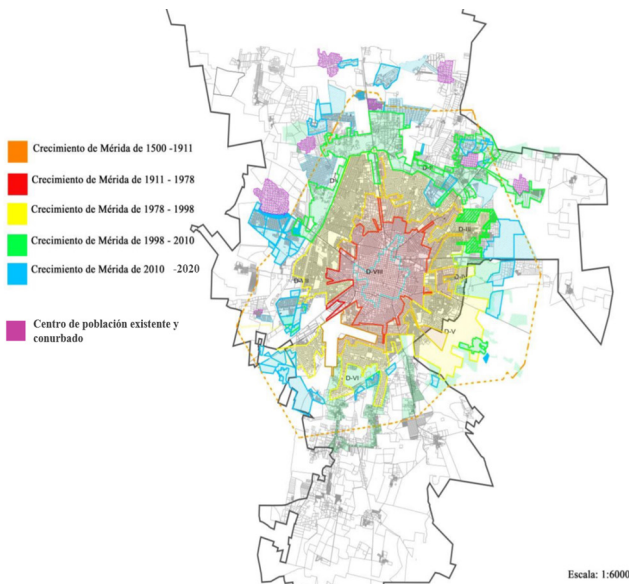 Crecimiento de Mérida de 1500 -1911
Crecimiento de Mérida de 1911 - 1978
Crecimiento de Mérida de 1978 - 1998
Crecimiento de Mérida de 1998 - 2010
Crecimiento de Mérida de 2010 -2020
Centro de población existente y
conurbado
D-III
D-VIII
D-V
D-VI
Escala: 1:6000